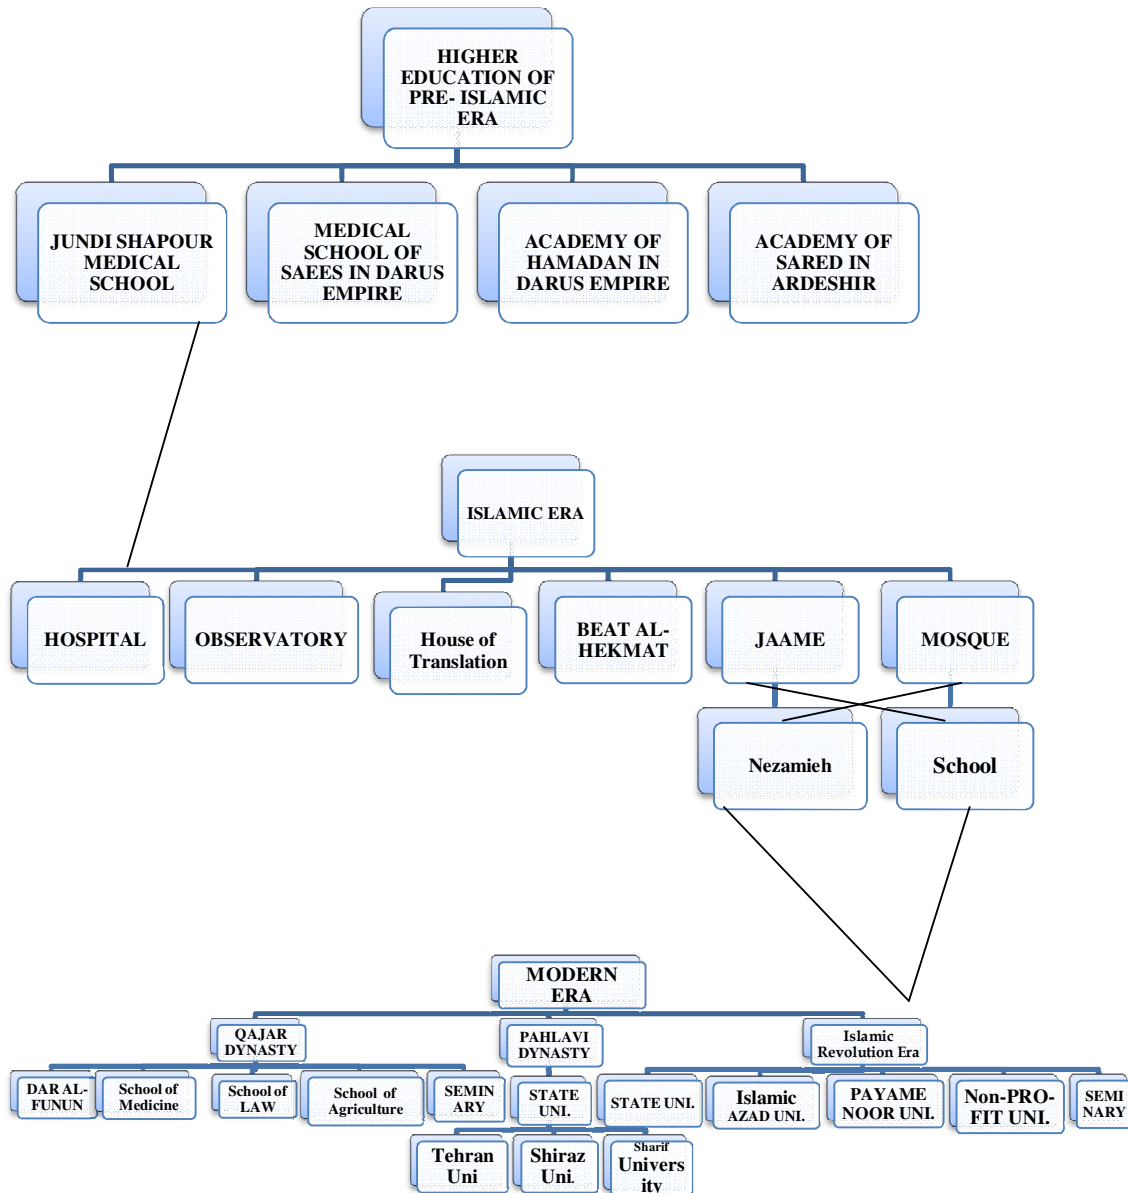 HIGHER
EDUCATION OF
PRE- ISLAMIC
ERA
JUNDI SHAPOUR
MEDICAL
SCHOOL
MEDICAL
SCHOOL OF
SAEES IN DARUS
EMPIRE
ACADEMY OF
HAMADAN IN
DARUS EMPIRE
ACADEMY OF
SARED IN
ARDESHIR
ISLAMIC ERA
HOSPITAL
OBSERVATORY
House of
Translation
BEAT AL-
HEKMAT
JAAME
MOSQUE
Nezamieh
School
MODERN
ERA
QAJAR
DYNASTY
PAHLAVI
DYNASTY
Islamic
Revolution Era
DAR AL-
FUNUN
School of
Medicine
School of
LAW
School of
Agriculture
SEMIN
ARY
STATE
UNI.
STATE UNI.
Islamic
AZAD UNI.
PAYAME
NOOR UNI.
Non-PRO-
FIT UNI.
SEMI
NARY
Tehran
Uni
Shiraz
Uni.
Sharif
Univers
ity